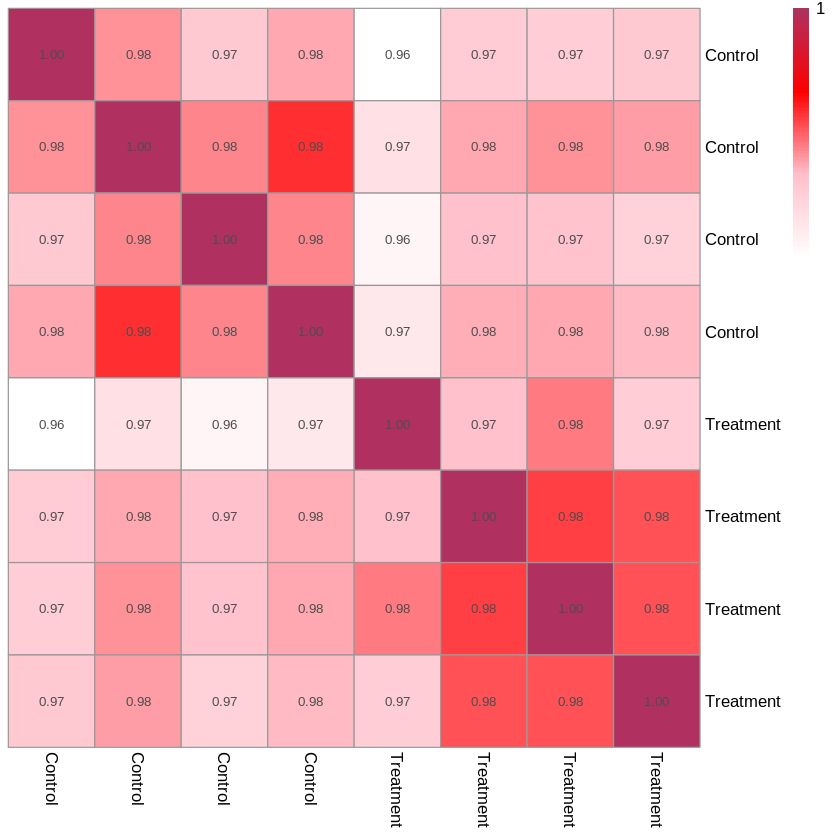 1
1.00 0.98 0.97 0.98 0.96 0.97 0.97 0.97 Control
0.98 1.00 0.98 0.98 0.97 0.98 0.98 0.98 Control
0.97 0.98 1.00 0.98 0.96 0.97 0.97 0.97 Control
0.98 0.98 0.98 1.00 0.97 0.98 0.98 0.98 Control
0.96 0.97 0.96 0.97 1.00 0.97 0.98 0.97 Treatment
0.97 0.98 0.97 0.98 0.97 1.00 0.98 0.98 Treatment
0.97 0.98 0.97 0.98 0.98 0.98 1.00 0.98 Treatment
0.97 0.98 0.97 0.98 0.97 0.98 0.98 1.00 Treatment
Control
Control
Control
Control
Treatment
Treatment
Treatment
Treatment